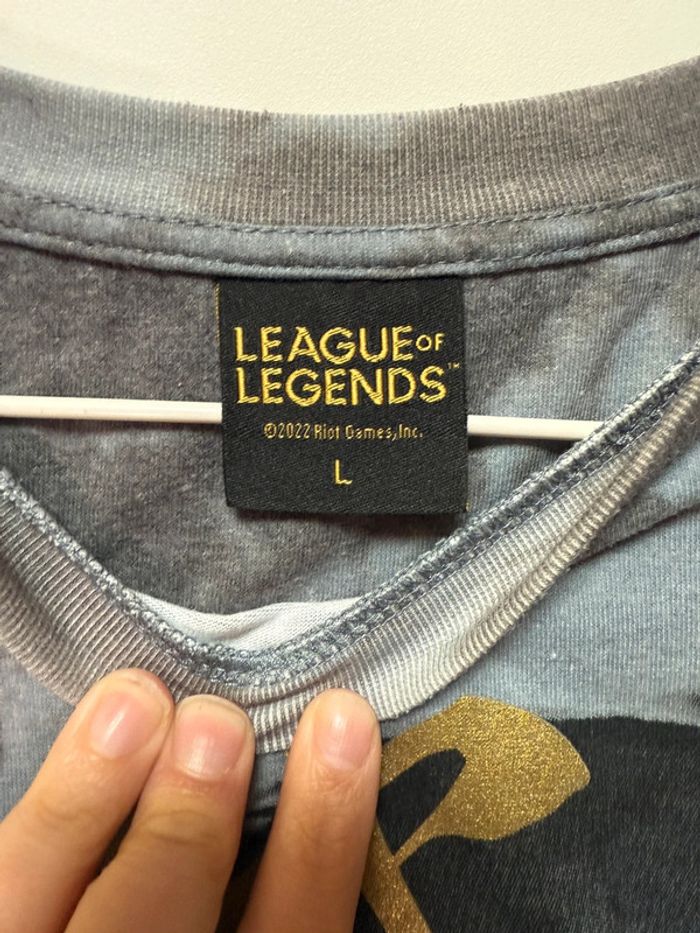 LEAGUE OF
LEGENDS™
©2022 Riot Games, Inc.
L